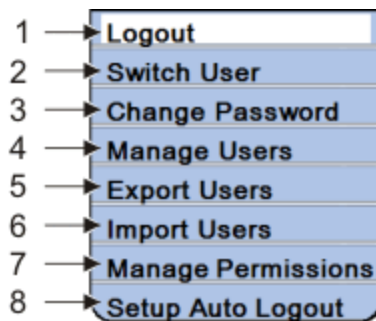 1 Logout
2 Switch User
3 Change Password
4 Manage Users
5 Export Users
6 Import Users
7 Manage Permissions
8 Setup Auto Logout